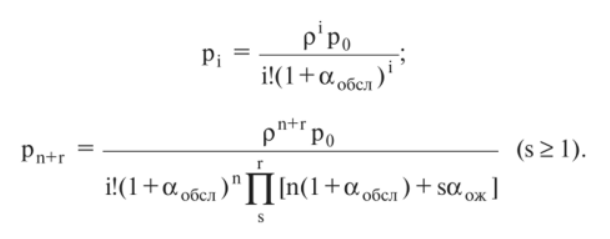 p_i = ρ^i p_0 / i!(1 + α_обсл)^i ;
p_{n+r} = ρ^{n+r} p_0 / i!(1 + α_обсл)^n ∏_s^r [n(1 + α_обсл) + sα_ож] (s ≥ 1).